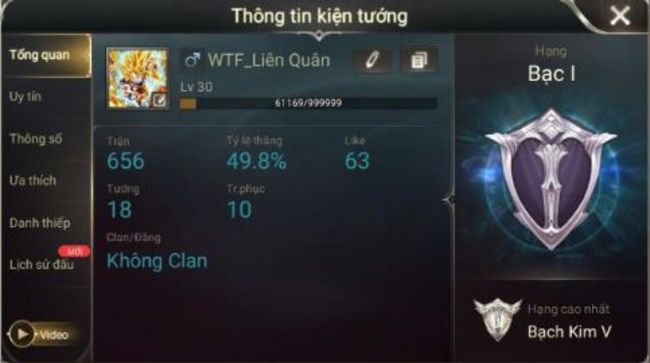 Thông tin kiện tướng
Tổng quan
Uy tín
Thông số
Ưa thích
Danh thiếp
Mới
Lịch sử đấu
Video
WTF_Liên Quân
Lv 30
61169/999999
Trận
Tỷ lệ thắng
Like
656
49.8%
63
Tướng
Tr.phục
18
10
Clan/Đảng
Không Clan
Hạng
Bạc I
Hạng cao nhất
Bạch Kim V